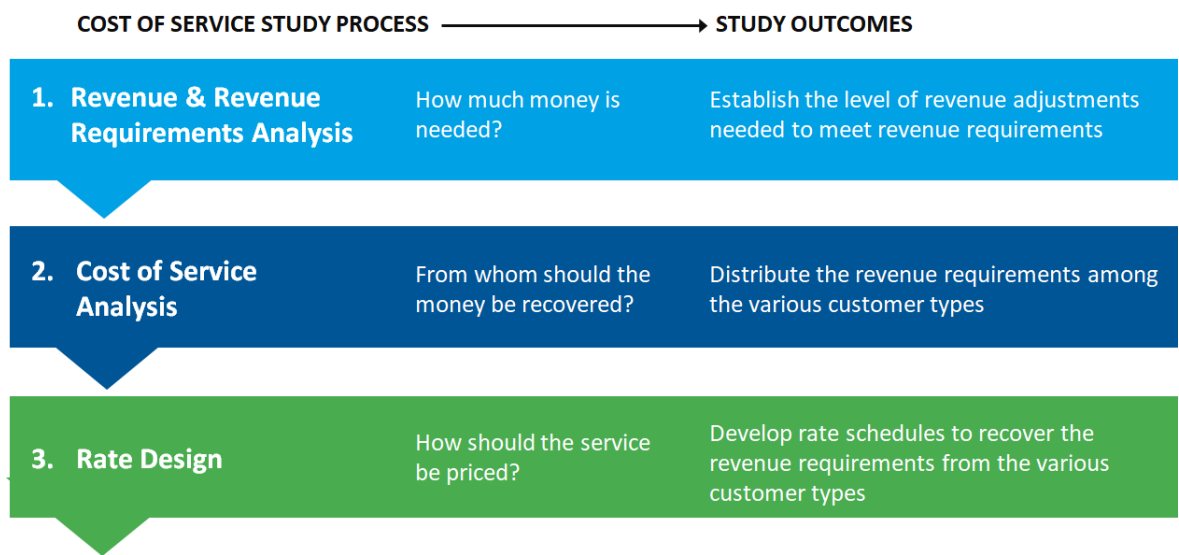 COST OF SERVICE STUDY PROCESS
STUDY OUTCOMES
1. Revenue & Revenue
Requirements Analysis
How much money is
needed?
Establish the level of revenue adjustments
needed to meet revenue requirements
2. Cost of Service
Analysis
From whom should the
money be recovered?
Distribute the revenue requirements among
the various customer types
3. Rate Design
How should the service
be priced?
Develop rate schedules to recover the
revenue requirements from the various
customer types